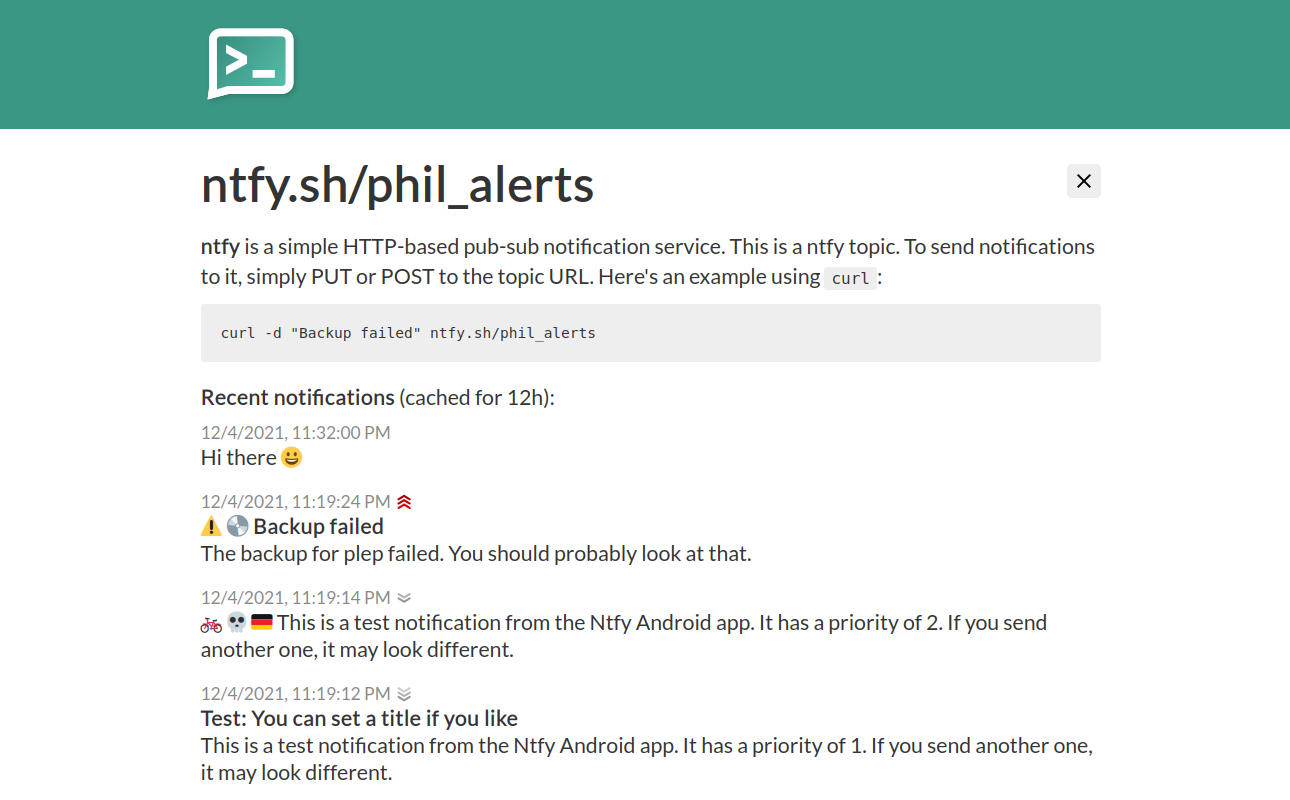 >_
ntfy.sh/phil_alerts
ntfy is a simple HTTP-based pub-sub notification service. This is a ntfy topic. To send notifications
to it, simply PUT or POST to the topic URL. Here's an example using curl:
curl -d "Backup failed" ntfy.sh/phil_alerts
Recent notifications (cached for 12h):
12/4/2021, 11:32:00 PM
Hi there 😀
12/4/2021, 11:19:24 PM
⚠️ 💿 Backup failed
The backup for plep failed. You should probably look at that.
12/4/2021, 11:19:14 PM
🚲 💀 🇩🇪 This is a test notification from the Ntfy Android app. It has a priority of 2. If you send
another one, it may look different.
12/4/2021, 11:19:12 PM
Test: You can set a title if you like
This is a test notification from the Ntfy Android app. It has a priority of 1. If you send another one,
it may look different.